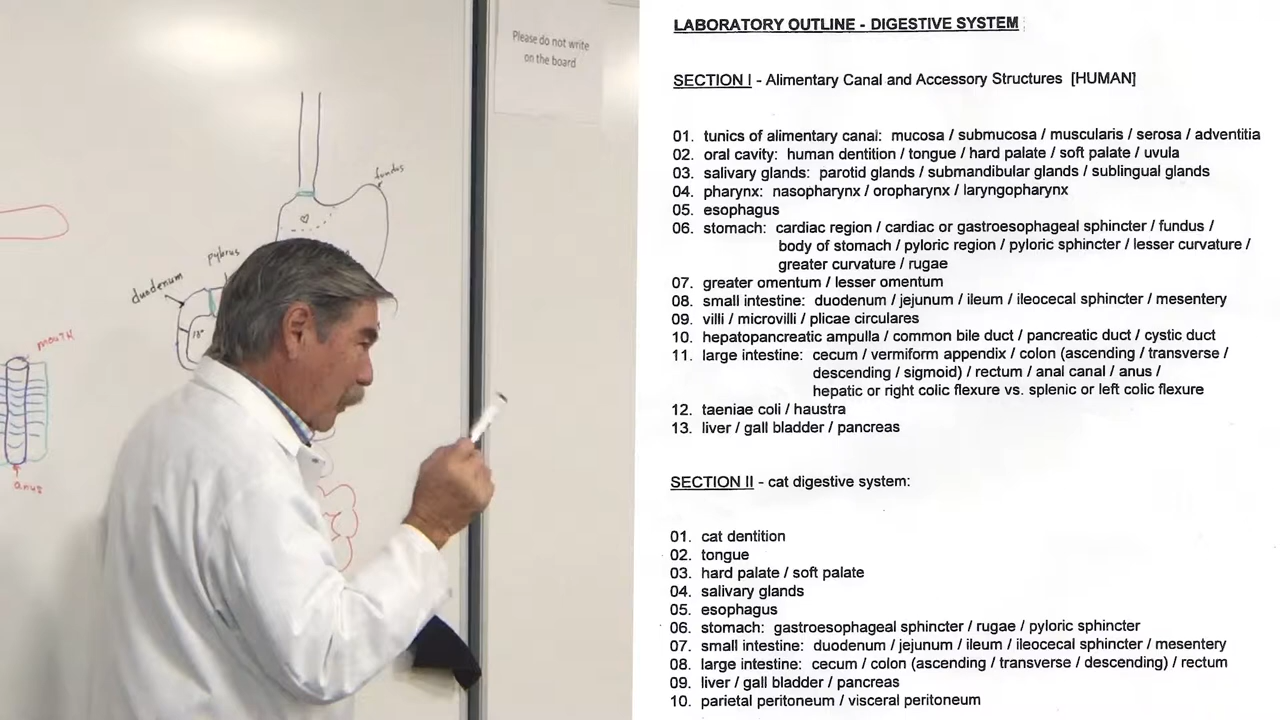 Please do not write
on the board
fundus
pylorus
duodenum
10"
mouth
anus
LABORATORY OUTLINE - DIGESTIVE SYSTEM
SECTION I - Alimentary Canal and Accessory Structures [HUMAN]
01. tunics of alimentary canal: mucosa / submucosa / muscularis / serosa / adventitia
02. oral cavity: human dentition / tongue / hard palate / soft palate / uvula
03. salivary glands: parotid glands / submandibular glands / sublingual glands
04. pharynx: nasopharynx / oropharynx / laryngopharynx
05. esophagus
06. stomach: cardiac region / cardiac or gastroesophageal sphincter / fundus /
body of stomach / pyloric region / pyloric sphincter / lesser curvature /
greater curvature / rugae
07. greater omentum / lesser omentum
08. small intestine: duodenum / jejunum / ileum / ileocecal sphincter / mesentery
09. villi / microvilli / plicae circulares
10. hepatopancreatic ampulla / common bile duct / pancreatic duct / cystic duct
11. large intestine: cecum / vermiform appendix / colon (ascending / transverse /
descending / sigmoid) / rectum / anal canal / anus /
hepatic or right colic flexure vs. splenic or left colic flexure
12. taeniae coli / haustra
13. liver / gall bladder / pancreas
SECTION II - cat digestive system:
01. cat dentition
02. tongue
03. hard palate / soft palate
04. salivary glands
05. esophagus
06. stomach: gastroesophageal sphincter / rugae / pyloric sphincter
07. small intestine: duodenum / jejunum / ileum / ileocecal sphincter / mesentery
08. large intestine: cecum / colon (ascending / transverse / descending) / rectum
09. liver / gall bladder / pancreas
10. parietal peritoneum / visceral peritoneum